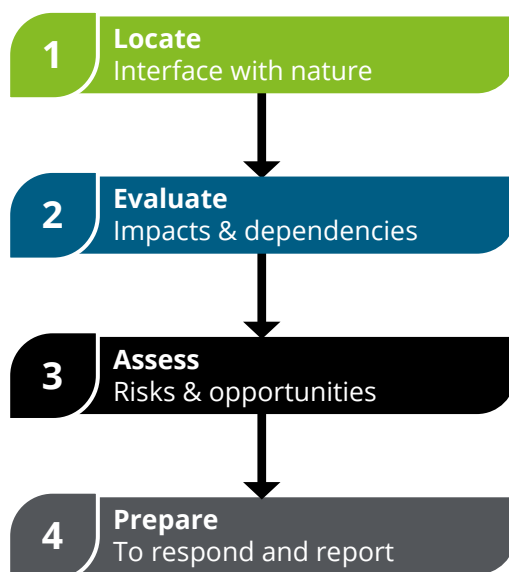 1
Locate
Interface with nature
2
Evaluate
Impacts & dependencies
3
Assess
Risks & opportunities
4
Prepare
To respond and report